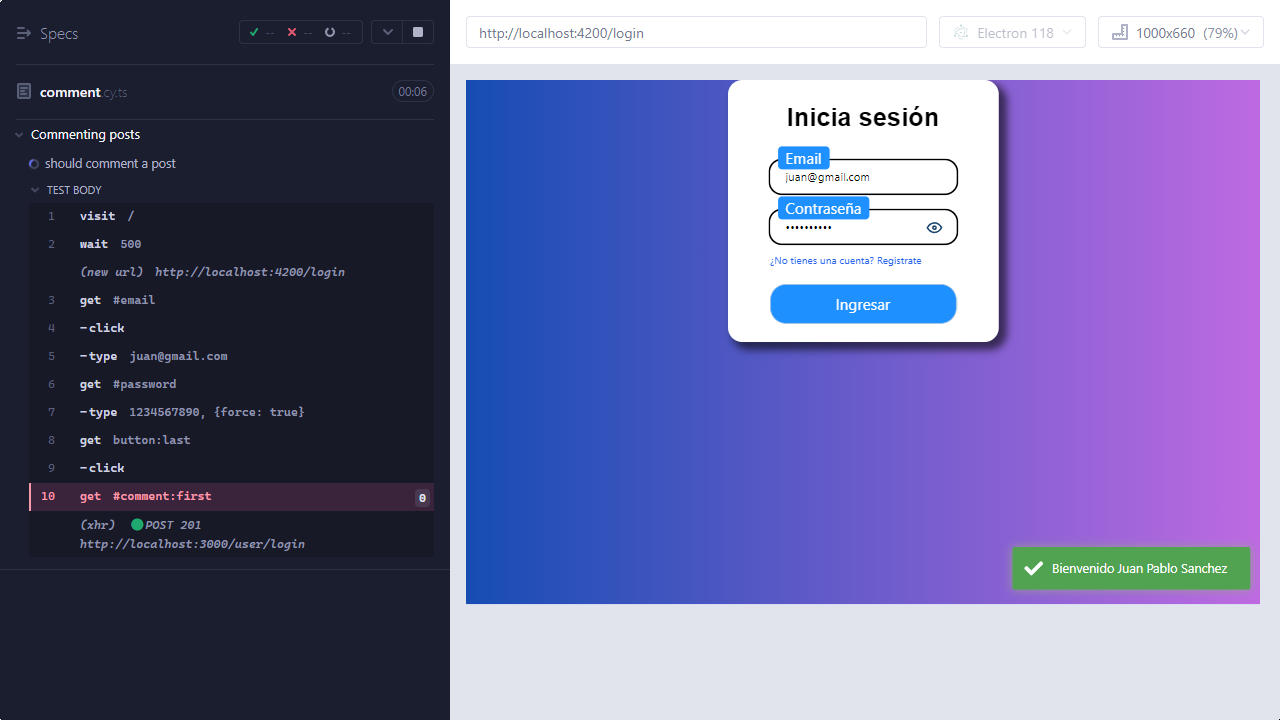 Specs
-- -- --
comment.cy.ts
00:06
Commenting posts
should comment a post
TEST BODY
1 visit /
2 wait 500
(new url) http://localhost:4200/login
3 get #email
4 -click
5 -type juan@gmail.com
6 get #password
7 -type 1234567890, {force: true}
8 get button:last
9 -click
10 get #comment:first 0
(xhr) POST 201
http://localhost:3000/user/login
http://localhost:4200/login
Electron 118
1000x660 (79%)
Inicia sesión
Email
juan@gmail.com
Contraseña
••••••••••
¿No tienes una cuenta? Registrate
Ingresar
Bienvenido Juan Pablo Sanchez